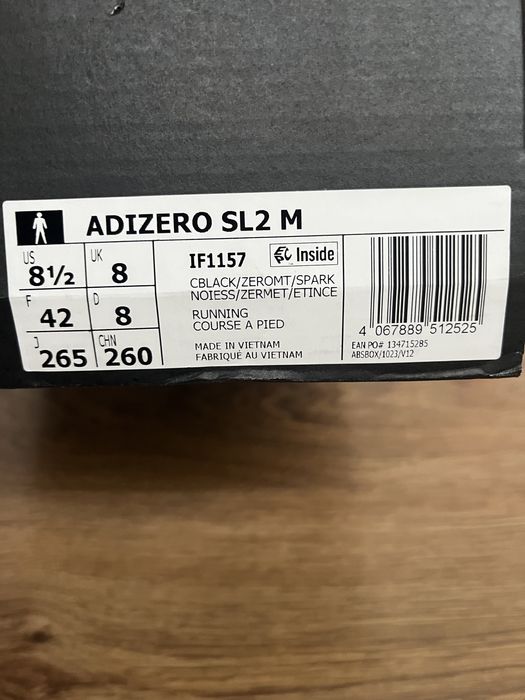 ADIZERO SL2 M
US 8½ UK 8
F 42 D 8
J 265 CHN 260
IF1157 Inside
CBLACK/ZEROMT/SPARK
NOIESS/ZERMET/ETINCE
RUNNING
COURSE A PIED
MADE IN VIETNAM
FABRIQUÉ AU VIETNAM
4 067889 512525
EAN PO# 134715285
ABSBOX/1023/V12